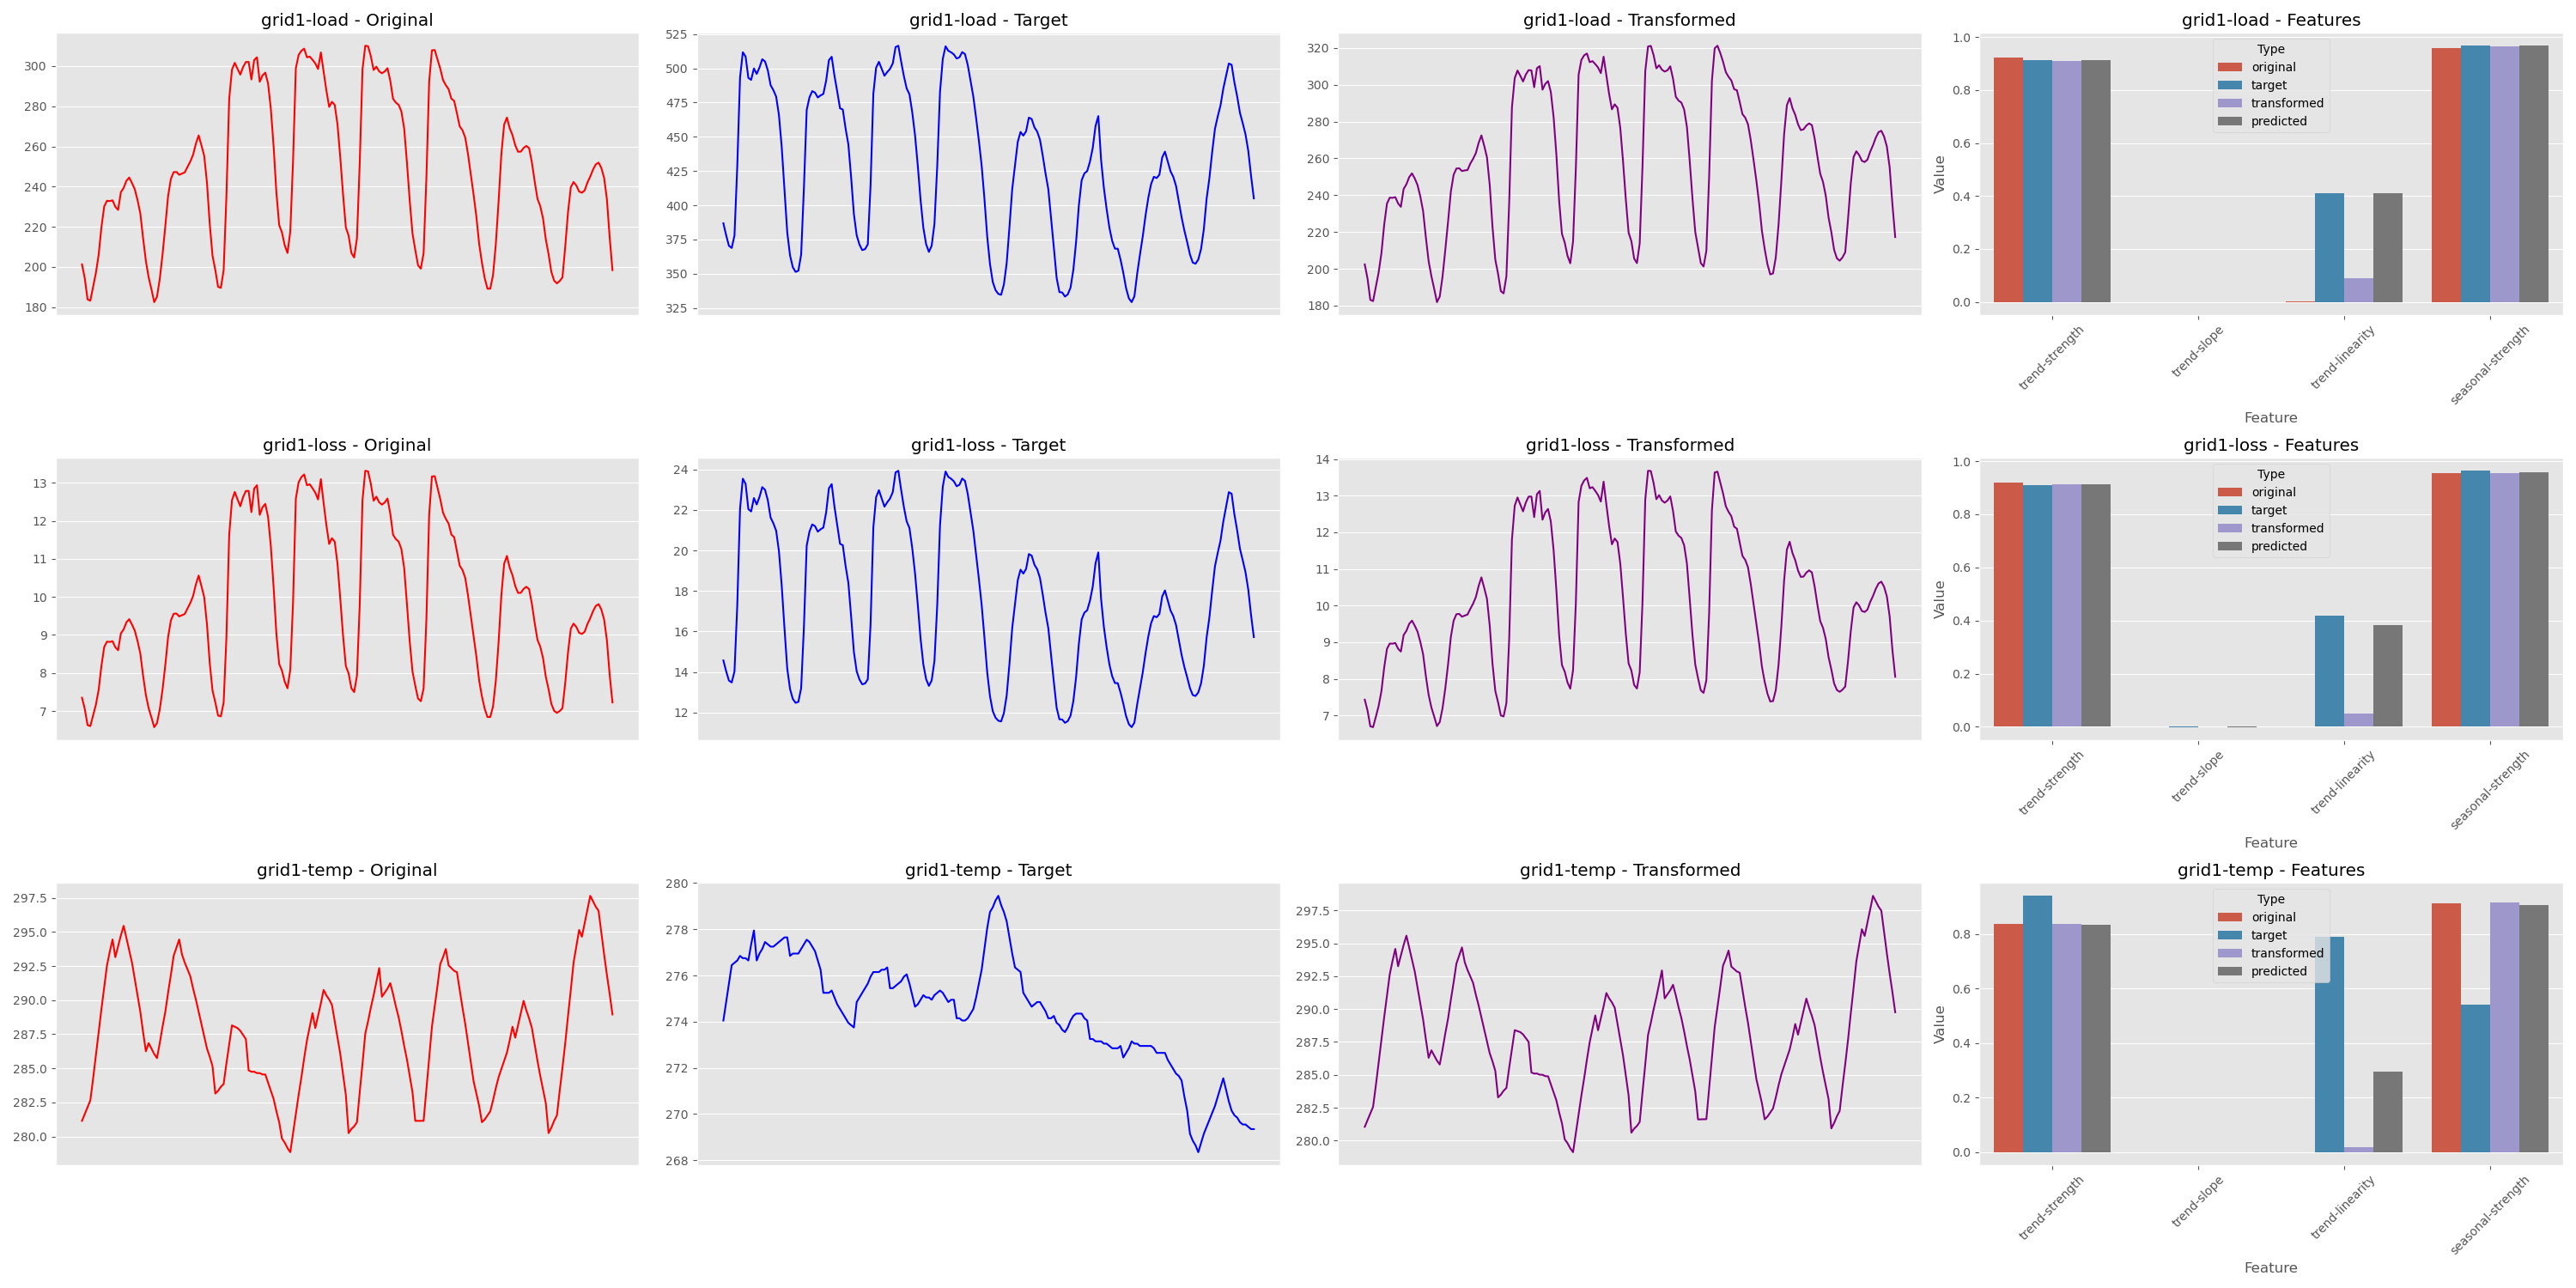 grid1-load - Original
300
280
260
240
220
200
180
grid1-load - Target
525
500
475
450
425
400
375
350
325
grid1-load - Transformed
320
300
280
260
240
220
200
180
grid1-load - Features
Value
1.0
0.8
0.6
0.4
0.2
0.0
Type
original
target
transformed
predicted
trend-strength
trend-slope
trend-linearity
seasonal-strength
Feature
grid1-loss - Original
13
12
11
10
9
8
7
grid1-loss - Target
24
22
20
18
16
14
12
grid1-loss - Transformed
14
13
12
11
10
9
8
7
grid1-loss - Features
Value
1.0
0.8
0.6
0.4
0.2
0.0
Type
original
target
transformed
predicted
trend-strength
trend-slope
trend-linearity
seasonal-strength
Feature
grid1-temp - Original
297.5
295.0
292.5
290.0
287.5
285.0
282.5
280.0
grid1-temp - Target
280
278
276
274
272
270
268
grid1-temp - Transformed
297.5
295.0
292.5
290.0
287.5
285.0
282.5
280.0
grid1-temp - Features
Value
0.8
0.6
0.4
0.2
0.0
Type
original
target
transformed
predicted
trend-strength
trend-slope
trend-linearity
seasonal-strength
Feature